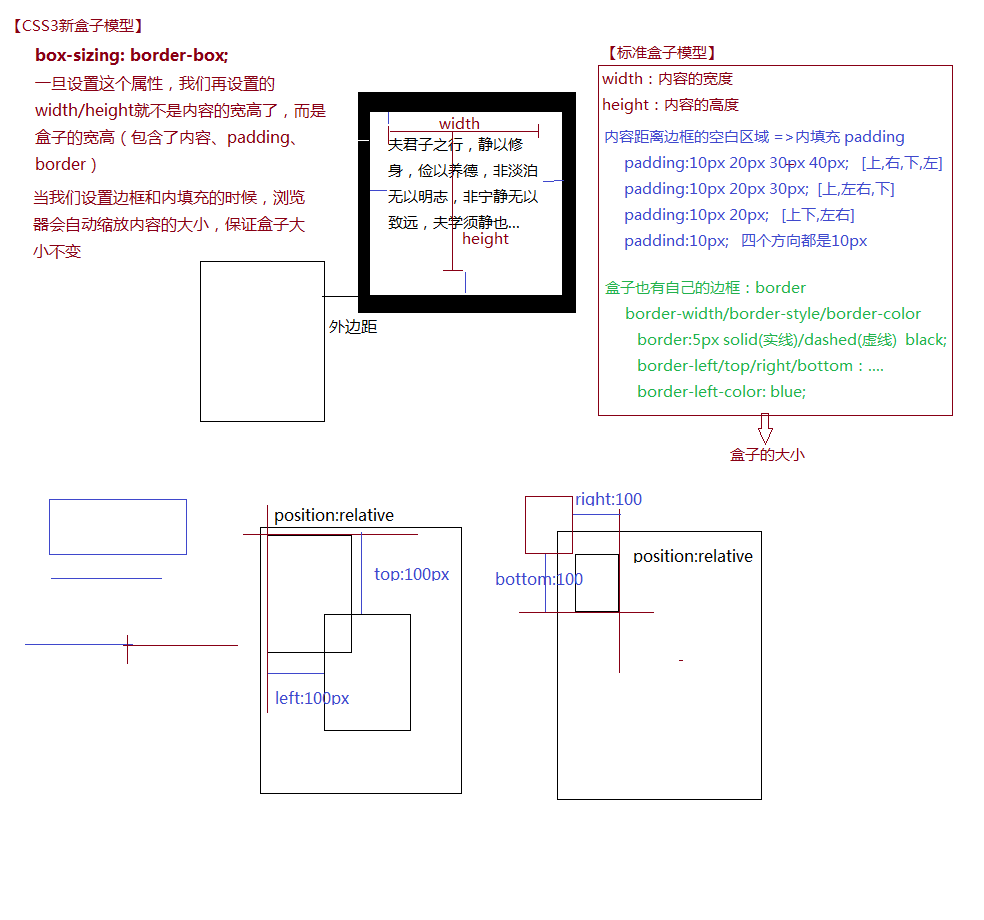 【CSS3新盒子模型】
box-sizing: border-box;
一旦设置这个属性，我们再设置的
width/height就不是内容的宽高了，而是
盒子的宽高（包含了内容、padding、
border）
当我们设置边框和内填充的时候，浏览
器会自动缩放内容的大小，保证盒子大
小不变
width
夫君子之行，静以修
身，俭以养德，非淡泊
无以明志，非宁静无以
致远，夫学须静也...
height
外边距
【标准盒子模型】
width：内容的宽度
height：内容的高度
内容距离边框的空白区域 =>内填充 padding
padding:10px 20px 30px 40px; [上,右,下,左]
padding:10px 20px 30px; [上,左右,下]
padding:10px 20px; [上下,左右]
paddind:10px; 四个方向都是10px
盒子也有自己的边框：border
border-width/border-style/border-color
border:5px solid(实线)/dashed(虚线) black;
border-left/top/right/bottom：....
border-left-color: blue;
盒子的大小
position:relative
top:100px
left:100px
right:100
position:relative
bottom:100